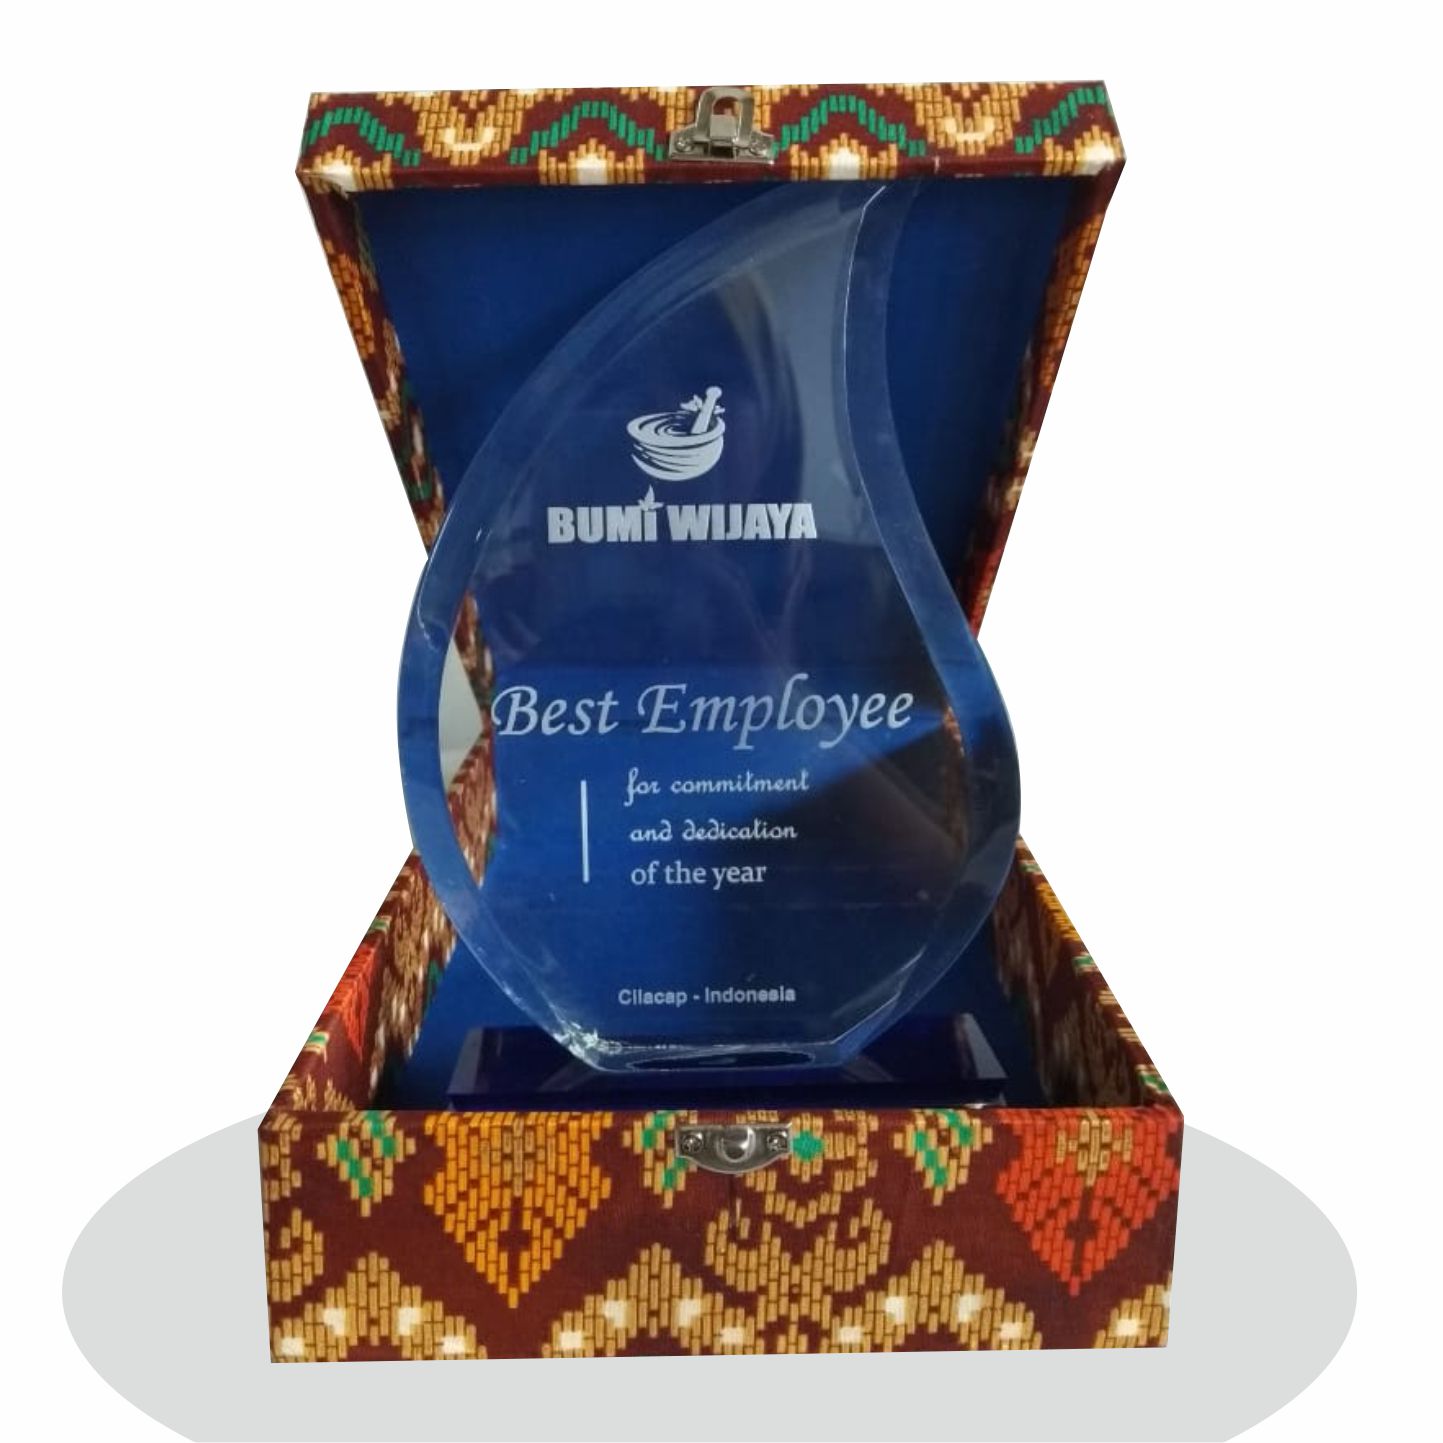 BUMi WIJAYA
Best Employee
for commitment
and dedication
of the year
Cilacap - Indonesia